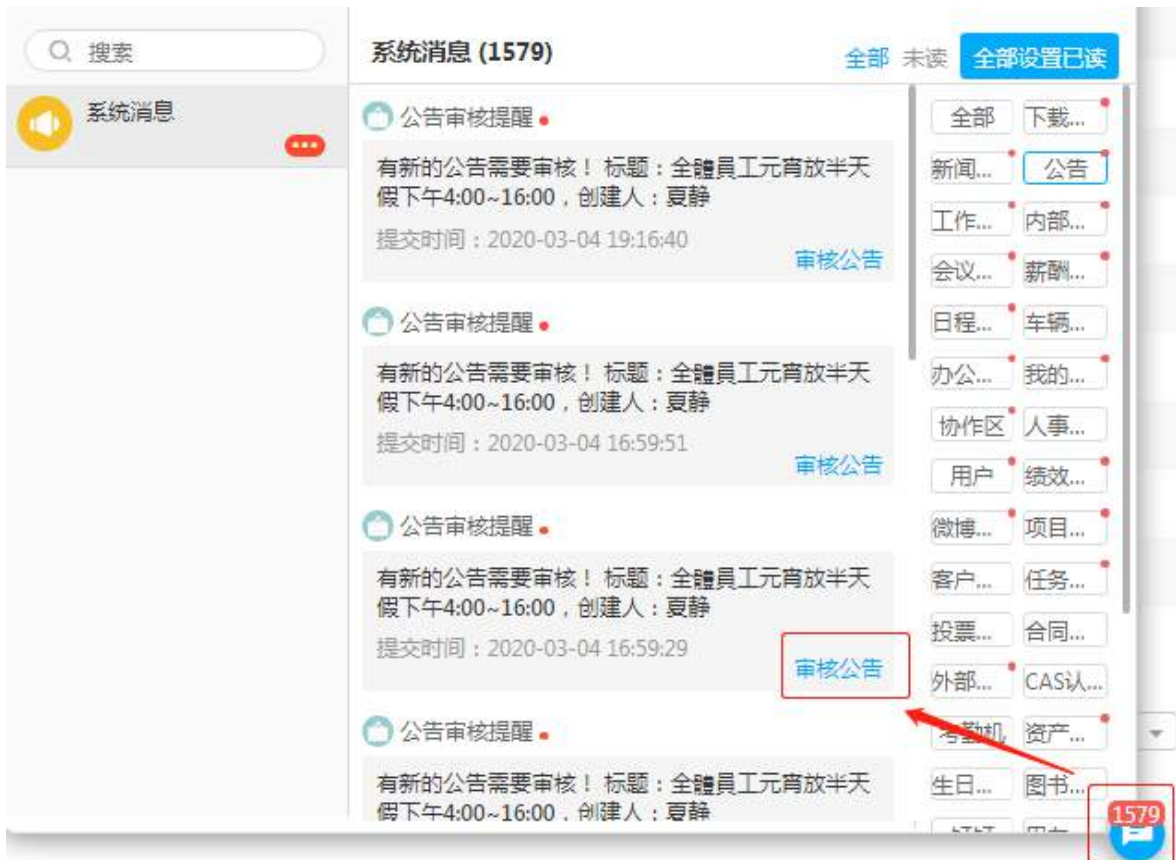 搜索
系统消息 (1579)
全部 未读 全部设置已读
系统消息
公告审核提醒
有新的公告需要审核！ 标题：全體員工元宵放半天
假下午4:00~16:00，创建人：夏静
提交时间：2020-03-04 19:16:40
审核公告
公告审核提醒
有新的公告需要审核！ 标题：全體員工元宵放半天
假下午4:00~16:00，创建人：夏静
提交时间：2020-03-04 16:59:51
审核公告
公告审核提醒
有新的公告需要审核！ 标题：全體員工元宵放半天
假下午4:00~16:00，创建人：夏静
提交时间：2020-03-04 16:59:29
审核公告
公告审核提醒
有新的公告需要审核！ 标题：全體員工元宵放半天
假下午4:00~16:00，创建人：夏静
全部 下载...
新闻... 公告
工作... 内部...
会议... 薪酬...
日程... 车辆...
办公... 我的...
协作区 人事...
用户 绩效...
微博... 项目...
客户... 任务...
投票... 合同...
外部... CAS认...
考勤机 资产...
生日... 图书...
1579